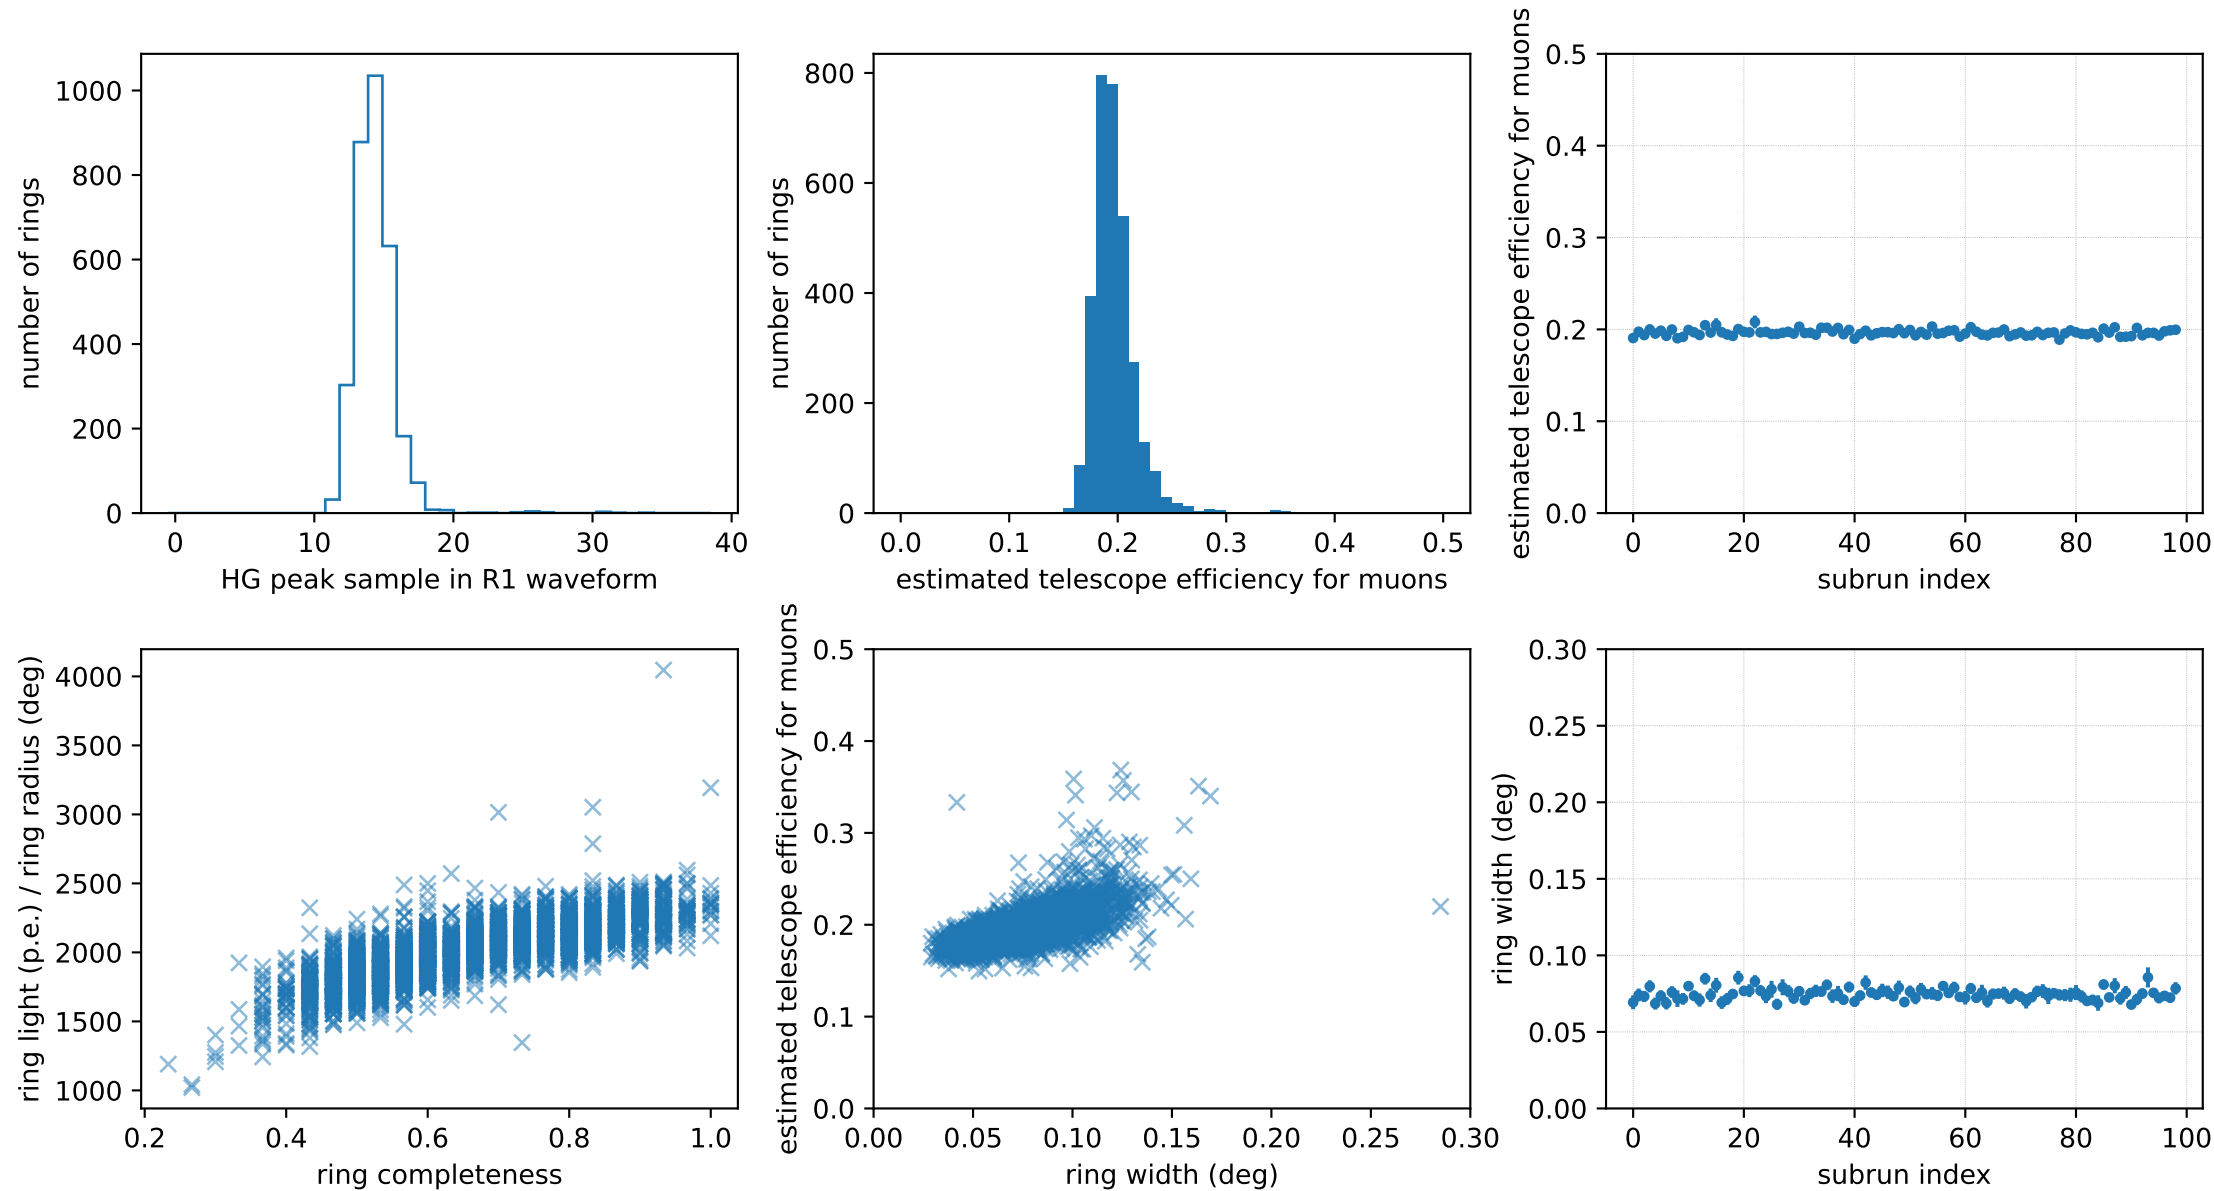 number of rings
1000
800
600
400
200
0
0 10 20 30 40
HG peak sample in R1 waveform
number of rings
800
600
400
200
0
0.0 0.1 0.2 0.3 0.4 0.5
estimated telescope efficiency for muons
estimated telescope efficiency for muons
0.5
0.4
0.3
0.2
0.1
0.0
0 20 40 60 80 100
subrun index
ring light (p.e.) / ring radius (deg)
4000
3500
3000
2500
2000
1500
1000
0.2 0.4 0.6 0.8 1.0
ring completeness
estimated telescope efficiency for muons
0.5
0.4
0.3
0.2
0.1
0.0
0.00 0.05 0.10 0.15 0.20 0.25 0.30
ring width (deg)
ring width (deg)
0.30
0.25
0.20
0.15
0.10
0.05
0.00
0 20 40 60 80 100
subrun index